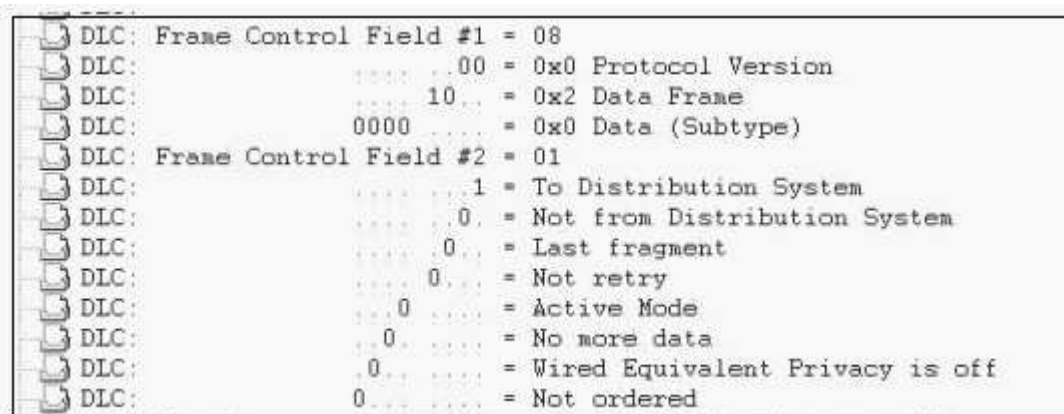 DLC: Frame Control Field #1 = 08
DLC: .... ..00 = 0x0 Protocol Version
DLC: .... 10.. = 0x2 Data Frame
DLC: 0000 .... = 0x0 Data (Subtype)
DLC: Frame Control Field #2 = 01
DLC: .... ...1 = To Distribution System
DLC: .... ..0. = Not from Distribution System
DLC: .... .0.. = Last fragment
DLC: .... 0... = Not retry
DLC: ...0 .... = Active Mode
DLC: ..0. .... = No more data
DLC: .0.. .... = Wired Equivalent Privacy is off
DLC: 0... .... = Not ordered